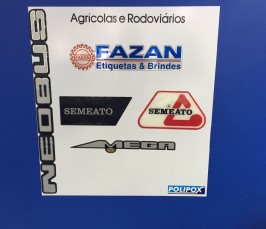 Agricolas e Rodoviários
NEOBUS
FAZAN
Etiquetas & Brindes
SEMEATO
SEMEATO
MEGA
POLIPOX